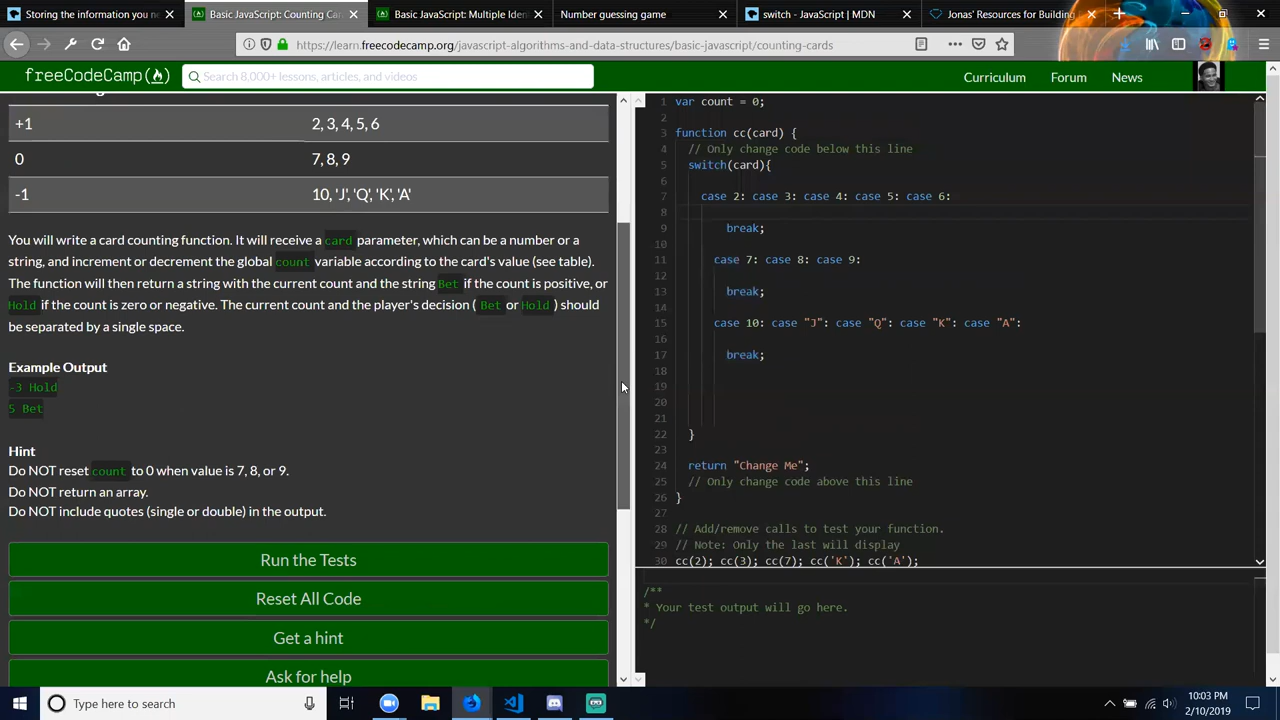 Storing the information you ne
Basic JavaScript: Counting Car
Basic JavaScript: Multiple Iden
Number guessing game
switch - JavaScript | MDN
Jonas' Resources for Building
https://learn.freecodecamp.org/javascript-algorithms-and-data-structures/basic-javascript/counting-cards
freeCodeCamp
Search 8,000+ lessons, articles, and videos
Curriculum
Forum
News
+1 2, 3, 4, 5, 6
0 7, 8, 9
-1 10, 'J', 'Q', 'K', 'A'
You will write a card counting function. It will receive a card parameter, which can be a number or a
string, and increment or decrement the global count variable according to the card's value (see table).
The function will then return a string with the current count and the string Bet if the count is positive, or
Hold if the count is zero or negative. The current count and the player's decision ( Bet or Hold ) should
be separated by a single space.
Example Output
-3 Hold
5 Bet
Hint
Do NOT reset count to 0 when value is 7, 8, or 9.
Do NOT return an array.
Do NOT include quotes (single or double) in the output.
Run the Tests
Reset All Code
Get a hint
Ask for help
1 var count = 0;
2
3 function cc(card) {
4 // Only change code below this line
5 switch(card){
6
7 case 2: case 3: case 4: case 5: case 6:
8
9 break;
10
11 case 7: case 8: case 9:
12
13 break;
14
15 case 10: case "J": case "Q": case "K": case "A":
16
17 break;
18
19
20
21
22 }
23
24 return "Change Me";
25 // Only change code above this line
26 }
27
28 // Add/remove calls to test your function.
29 // Note: Only the last will display
30 cc(2); cc(3); cc(7); cc('K'); cc('A');
/**
* Your test output will go here.
*/
Type here to search
10:03 PM
2/10/2019